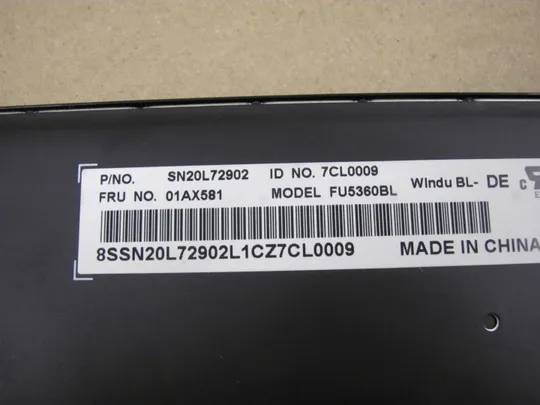 P/NO. SN20L72902 ID NO. 7CL0009
FRU NO. 01AX581 MODEL FU5360BL Windu BL- DE
8SSN20L72902L1CZ7CL0009 MADE IN CHINA